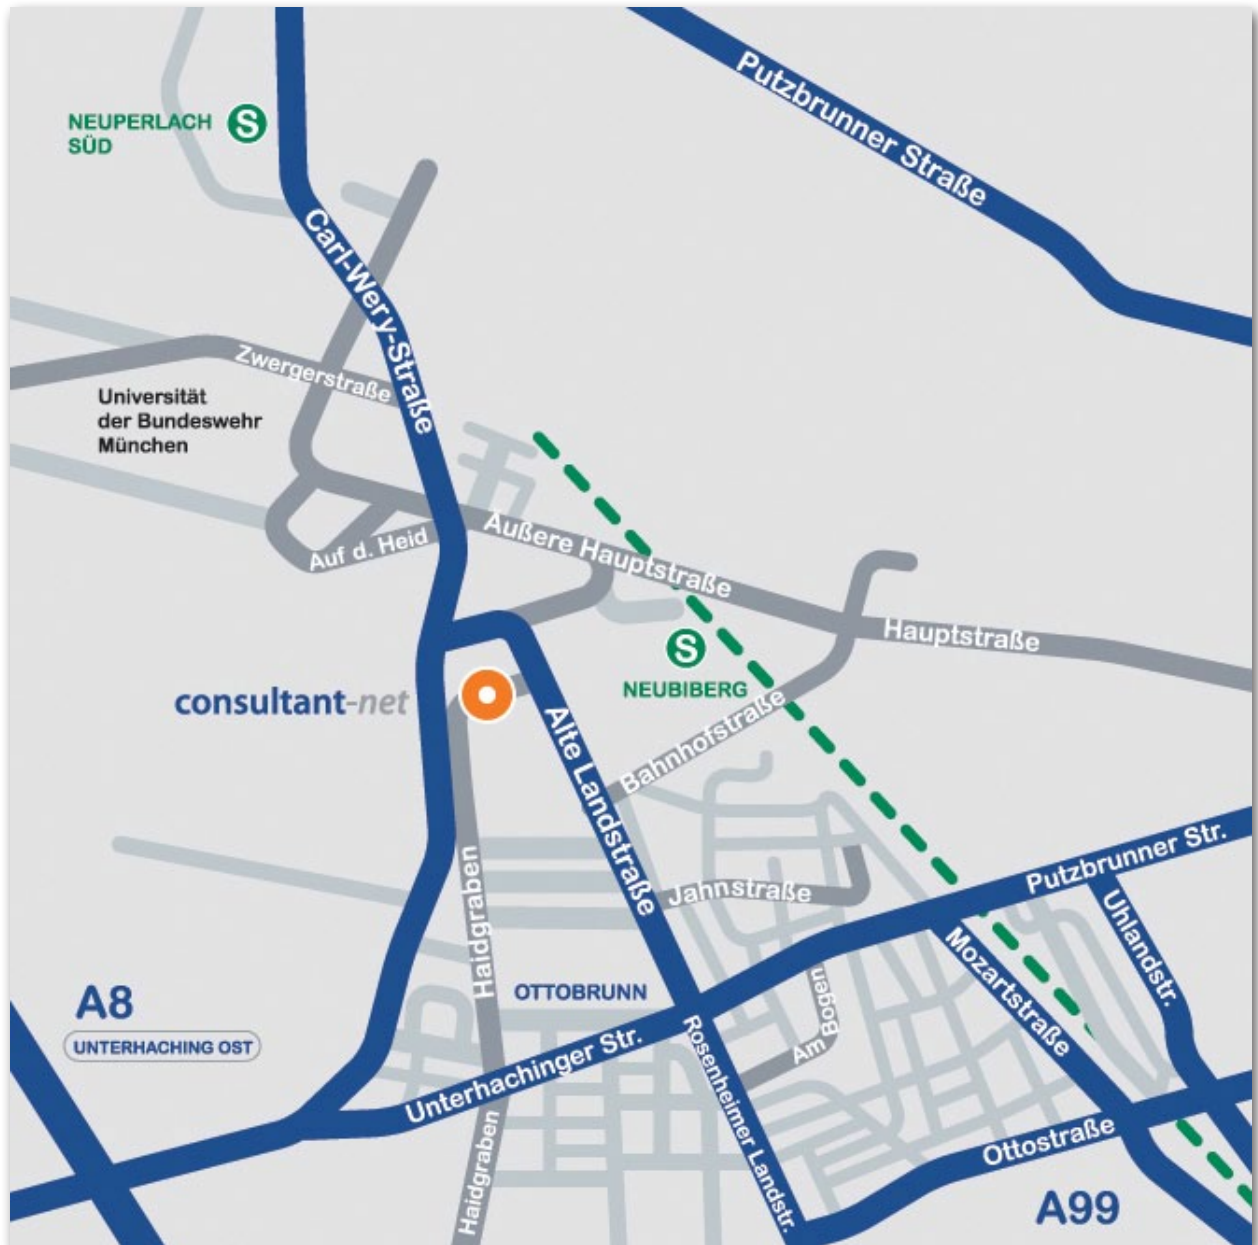 Putzbrunner Straße
NEUPERLACH
SÜD
S
Carl-Wery-Straße
Zwergerstraße
Universität
der Bundeswehr
München
Äußere Hauptstraße
Auf d. Heid
Hauptstraße
S
NEUBIBERG
consultant-net
Alte Landstraße
Bahnhofstraße
Putzbrunner Str.
Haidgraben
Jahnstraße
Uhlandstr.
Mozartstraße
A8
UNTERHACHING OST
OTTOBRUNN
Am Bogen
Unterhachinger Str.
Rosenheimer Landstr.
Haidgraben
Ottostraße
A99